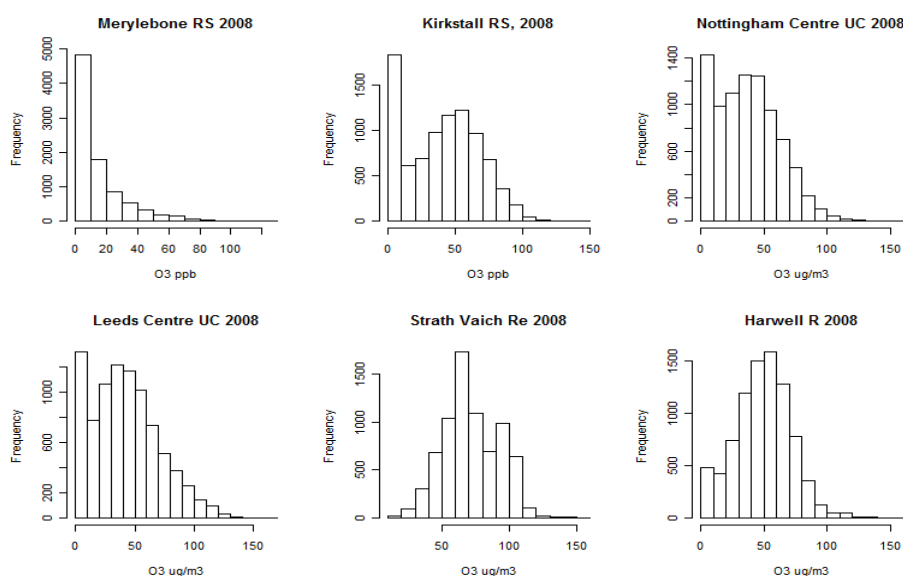 Merylebone RS 2008
Frequency
0 1000 2000 3000 4000 5000
0 20 40 60 80 100
O3 ppb
Kirkstall RS, 2008
Frequency
0 500 1000 1500
0 50 100 150
O3 ppb
Nottingham Centre UC 2008
Frequency
0 200 600 1000 1400
0 50 100 150
O3 ug/m3
Leeds Centre UC 2008
Frequency
0 200 600 1000
0 50 100 150
O3 ug/m3
Strath Vaich Re 2008
Frequency
0 500 1000 1500
50 100 150
O3 ug/m3
Harwell R 2008
Frequency
0 500 1000 1500
0 50 100 150
O3 ug/m3